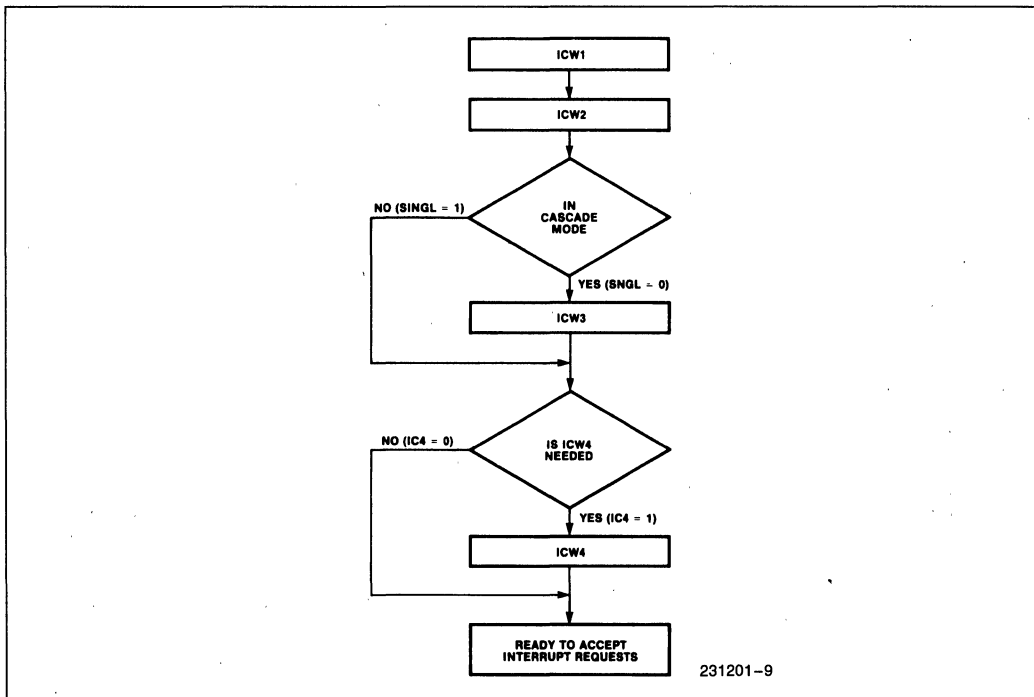 ICW1
ICW2
IN
CASCADE
MODE
NO (SINGL = 1)
YES (SNGL = 0)
ICW3
IS ICW4
NEEDED
NO (IC4 = 0)
YES (IC4 = 1)
ICW4
READY TO ACCEPT
INTERRUPT REQUESTS
231201-9